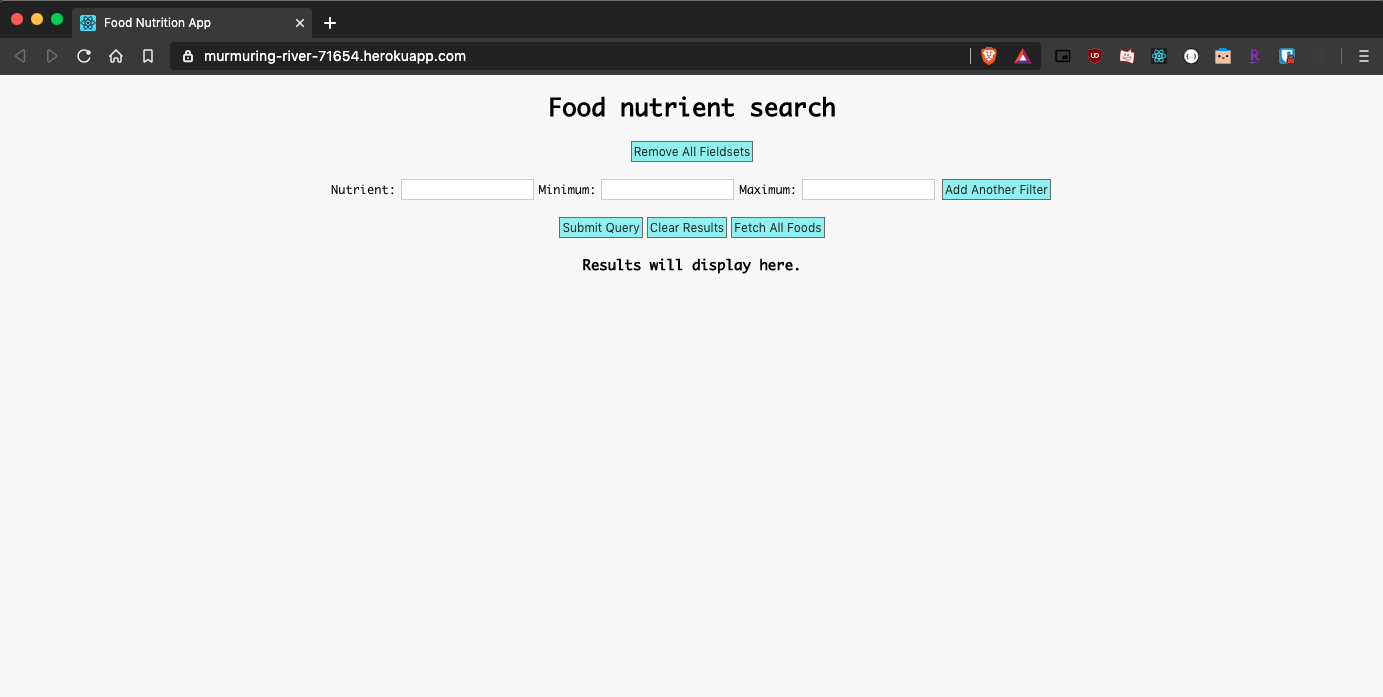 Food Nutrition App
murmuring-river-71654.herokuapp.com
Food nutrient search
Remove All Fieldsets
Nutrient: Minimum: Maximum: Add Another Filter
Submit Query Clear Results Fetch All Foods
Results will display here.